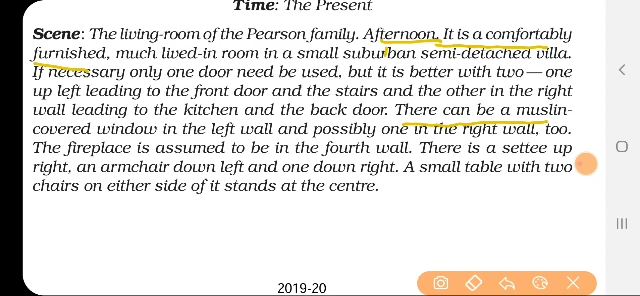 Time: The Present
Scene: The living-room of the Pearson family. Afternoon. It is a comfortably
furnished, much lived-in room in a small suburban semi-detached villa.
If necessary only one door need be used, but it is better with two — one
up left leading to the front door and the stairs and the other in the right
wall leading to the kitchen and the back door. There can be a muslin-
covered window in the left wall and possibly one in the right wall, too.
The fireplace is assumed to be in the fourth wall. There is a settee up
right, an armchair down left and one down right. A small table with two
chairs on either side of it stands at the centre.
2019-20